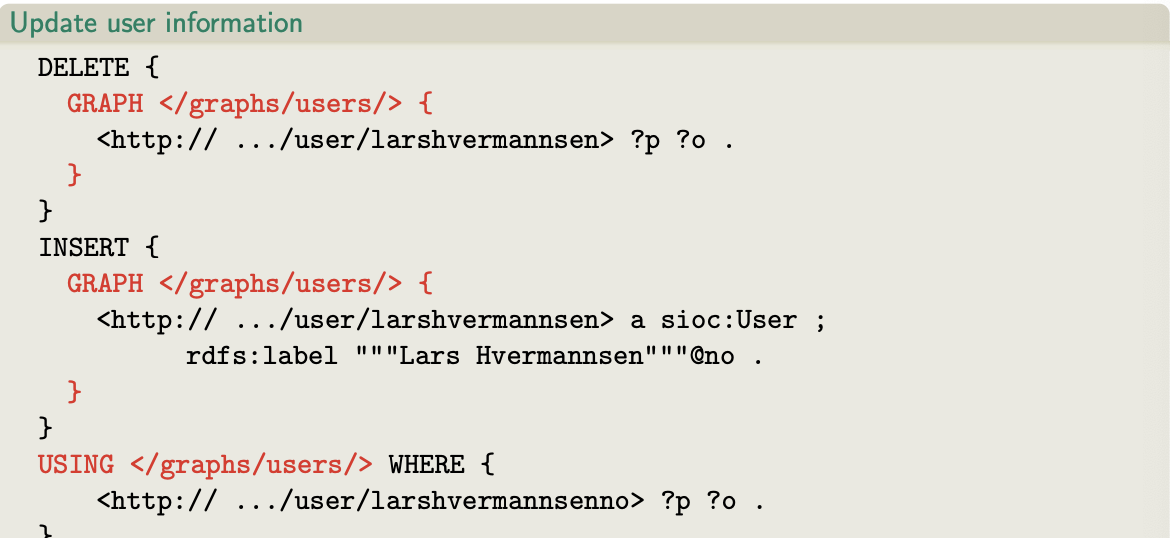 Update user information
DELETE {
GRAPH </graphs/users/> {
<http:// .../user/larshvermannsen> ?p ?o .
}
}
INSERT {
GRAPH </graphs/users/> {
<http:// .../user/larshvermannsen> a sioc:User ;
rdfs:label """Lars Hvermannsen"""@no .
}
}
USING </graphs/users/> WHERE {
<http:// .../user/larshvermannsenno> ?p ?o .
}